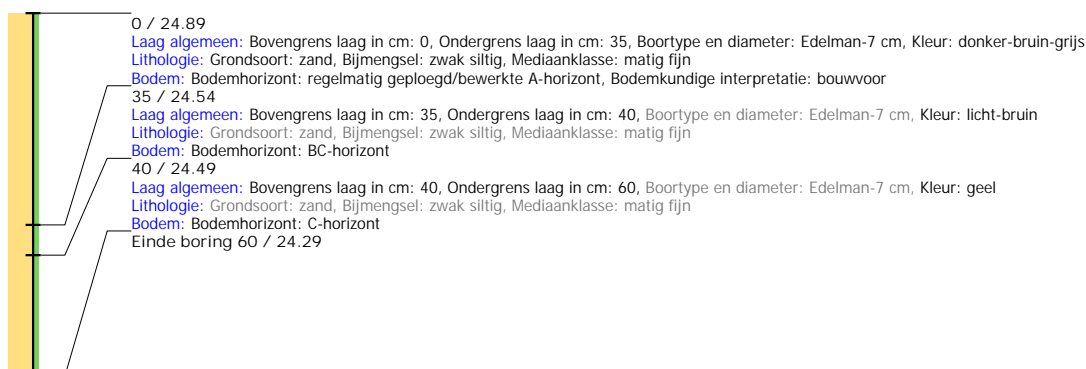 0 / 24.89
Laag algemeen: Bovengrens laag in cm: 0, Ondergrens laag in cm: 35, Boortype en diameter: Edelman-7 cm, Kleur: donker-bruin-grijs
Lithologie: Grondsoort: zand, Bijmengsel: zwak siltig, Mediaanklasse: matig fijn
Bodem: Bodemhorizont: regelmatig geploegd/bewerkte A-horizont, Bodemkundige interpretatie: bouwvoor
35 / 24.54
Laag algemeen: Bovengrens laag in cm: 35, Ondergrens laag in cm: 40, Boortype en diameter: Edelman-7 cm, Kleur: licht-bruin
Lithologie: Grondsoort: zand, Bijmengsel: zwak siltig, Mediaanklasse: matig fijn
Bodem: Bodemhorizont: BC-horizont
40 / 24.49
Laag algemeen: Bovengrens laag in cm: 40, Ondergrens laag in cm: 60, Boortype en diameter: Edelman-7 cm, Kleur: geel
Lithologie: Grondsoort: zand, Bijmengsel: zwak siltig, Mediaanklasse: matig fijn
Bodem: Bodemhorizont: C-horizont
Einde boring 60 / 24.29